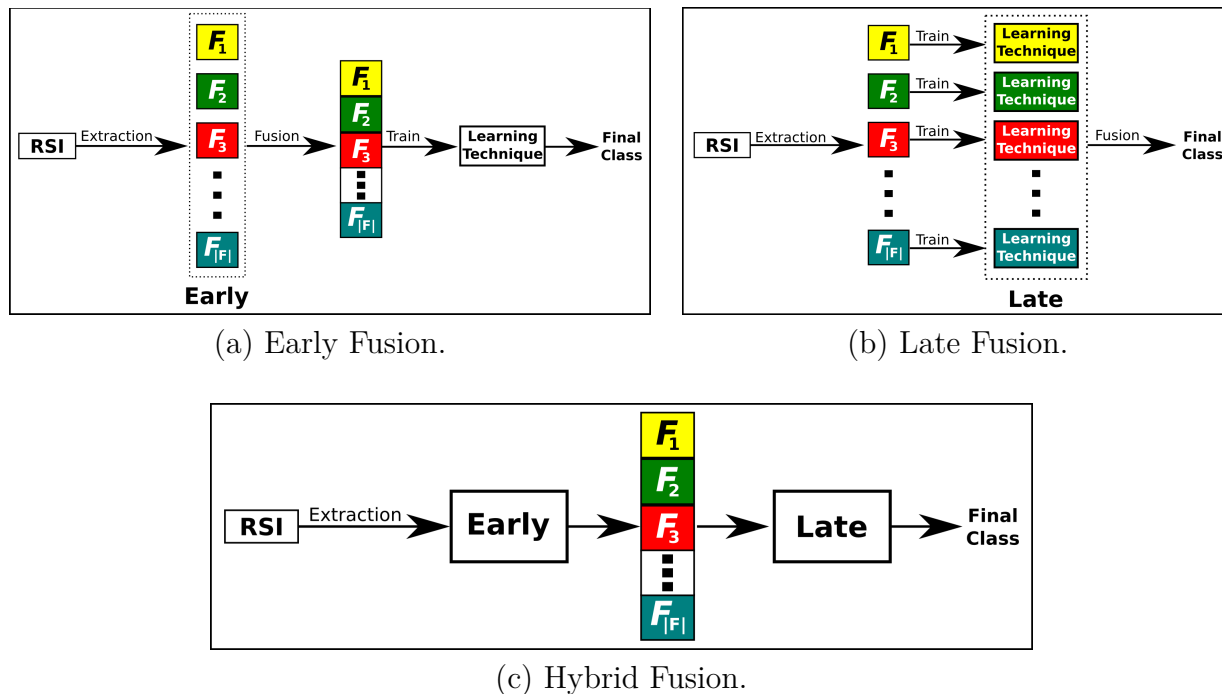 F1
F2
RSI
Extraction
F3
F|F|
Early
Fusion
F1
F2
F3
F|F|
Train
Learning
Technique
Final
Class
(a) Early Fusion.
RSI
Extraction
F1
Train
Learning
Technique
F2
Train
Learning
Technique
F3
Train
Learning
Technique
F|F|
Train
Learning
Technique
Late
Fusion
Final
Class
(b) Late Fusion.
RSI
Extraction
Early
F1
F2
F3
F|F|
Late
Final
Class
(c) Hybrid Fusion.